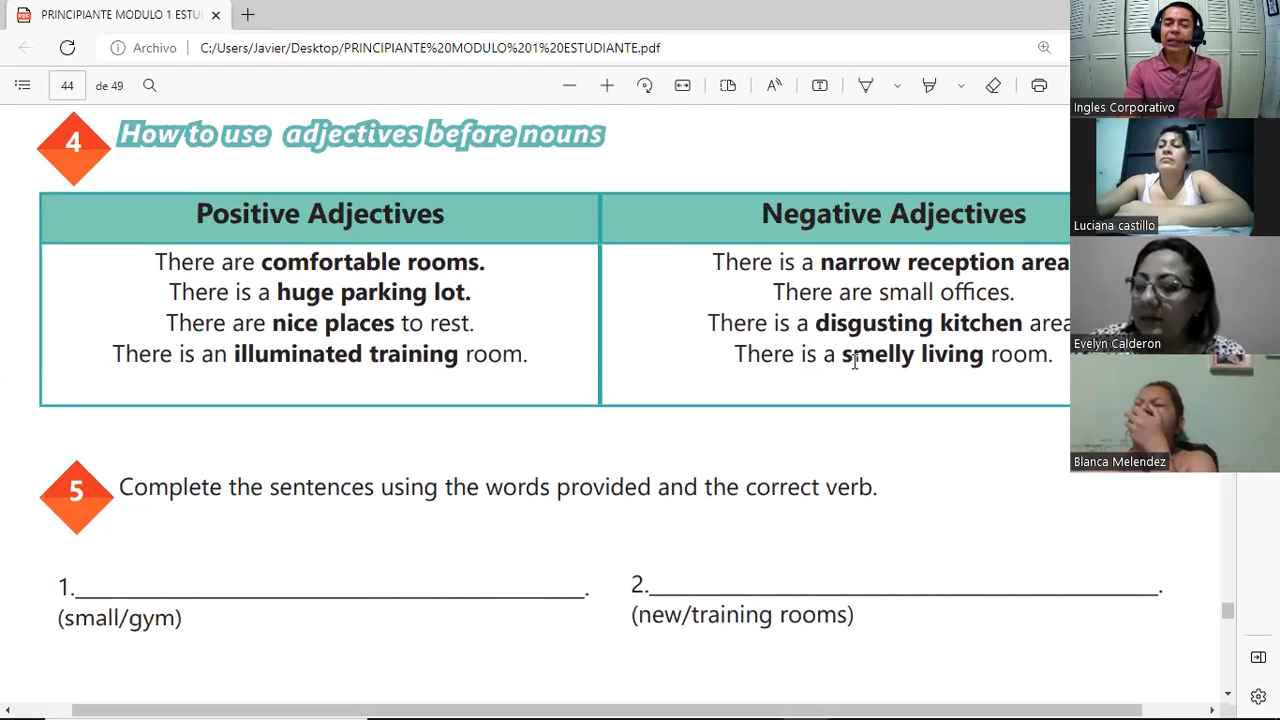 PRINCIPIANTE MODULO 1 ESTU
Archivo
C:/Users/Javier/Desktop/PRINCIPIANTE%20MODULO%201%20ESTUDIANTE.pdf
44 de 49
4 How to use adjectives before nouns
Positive Adjectives
There are comfortable rooms.
There is a huge parking lot.
There are nice places to rest.
There is an illuminated training room.
Negative Adjectives
There is a narrow reception area
There are small offices.
There is a disgusting kitchen area
There is a smelly living room.
5 Complete the sentences using the words provided and the correct verb.
1.____________________.
(small/gym)
2.____________________.
(new/training rooms)
Ingles Corporativo
Luciana castillo
Evelyn Calderon
Blanca Melendez